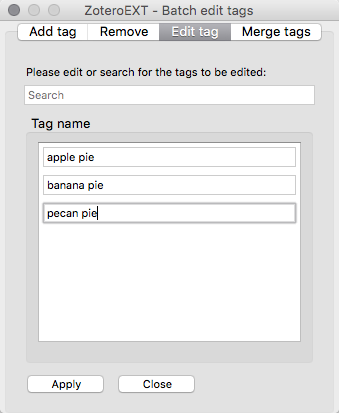 ZoteroEXT - Batch edit tags
Add tag Remove Edit tag Merge tags
Please edit or search for the tags to be edited:
Search
Tag name
apple pie
banana pie
pecan pie
Apply Close